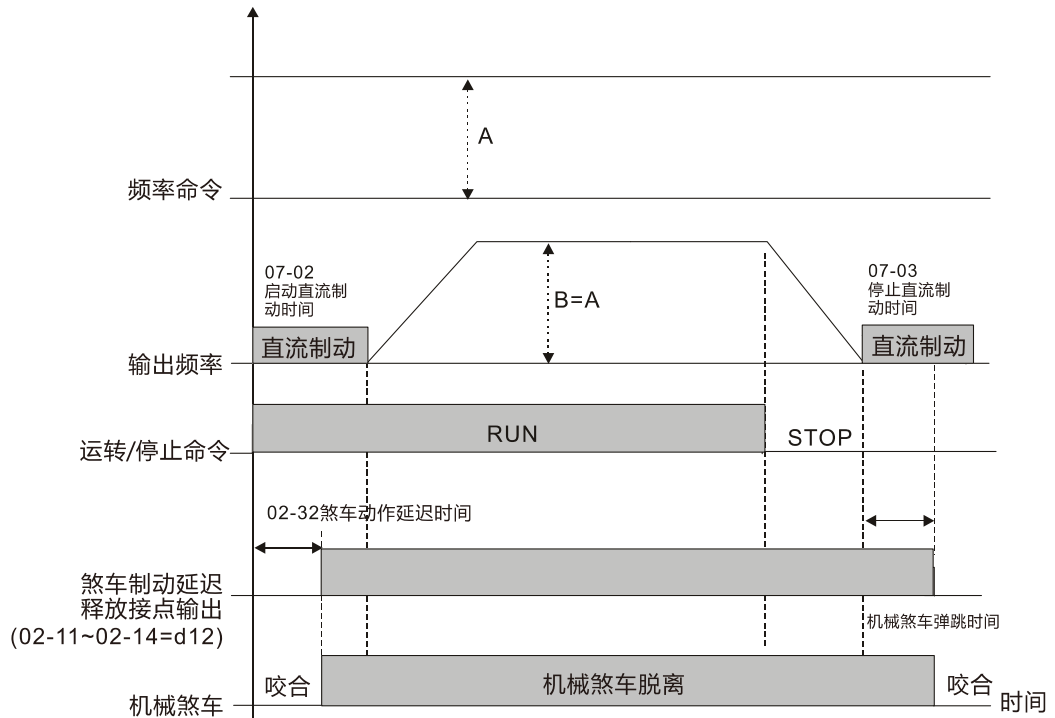 A
频率命令
07-02
启动直流制
动时间
07-03
停止直流制
动时间
B=A
直流制动
直流制动
输出频率
RUN
STOP
运转/停止命令
02-32煞车动作延迟时间
煞车制动延迟
释放接点输出
(02-11~02-14=d12)
机械煞车弹跳时间
咬合
机械煞车脱离
咬合
机械煞车
时间